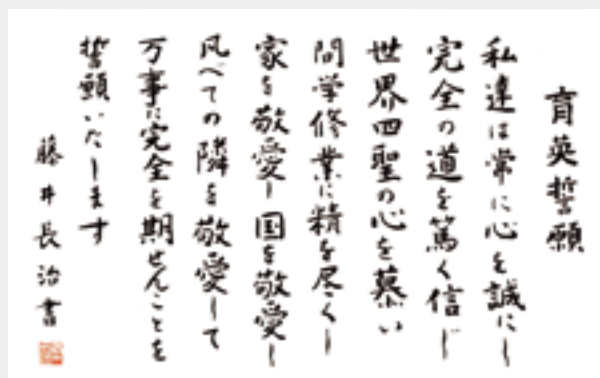 育英誓願
私達は常に心を誠にし
完全の道を篤く信じ
世界四聖の心を慕い
問学修業に精を尽くし
家を敬愛し国を敬愛し
凡べての隣を敬愛して
万事に完全を期せんことを
誓願いたします
藤井長治書